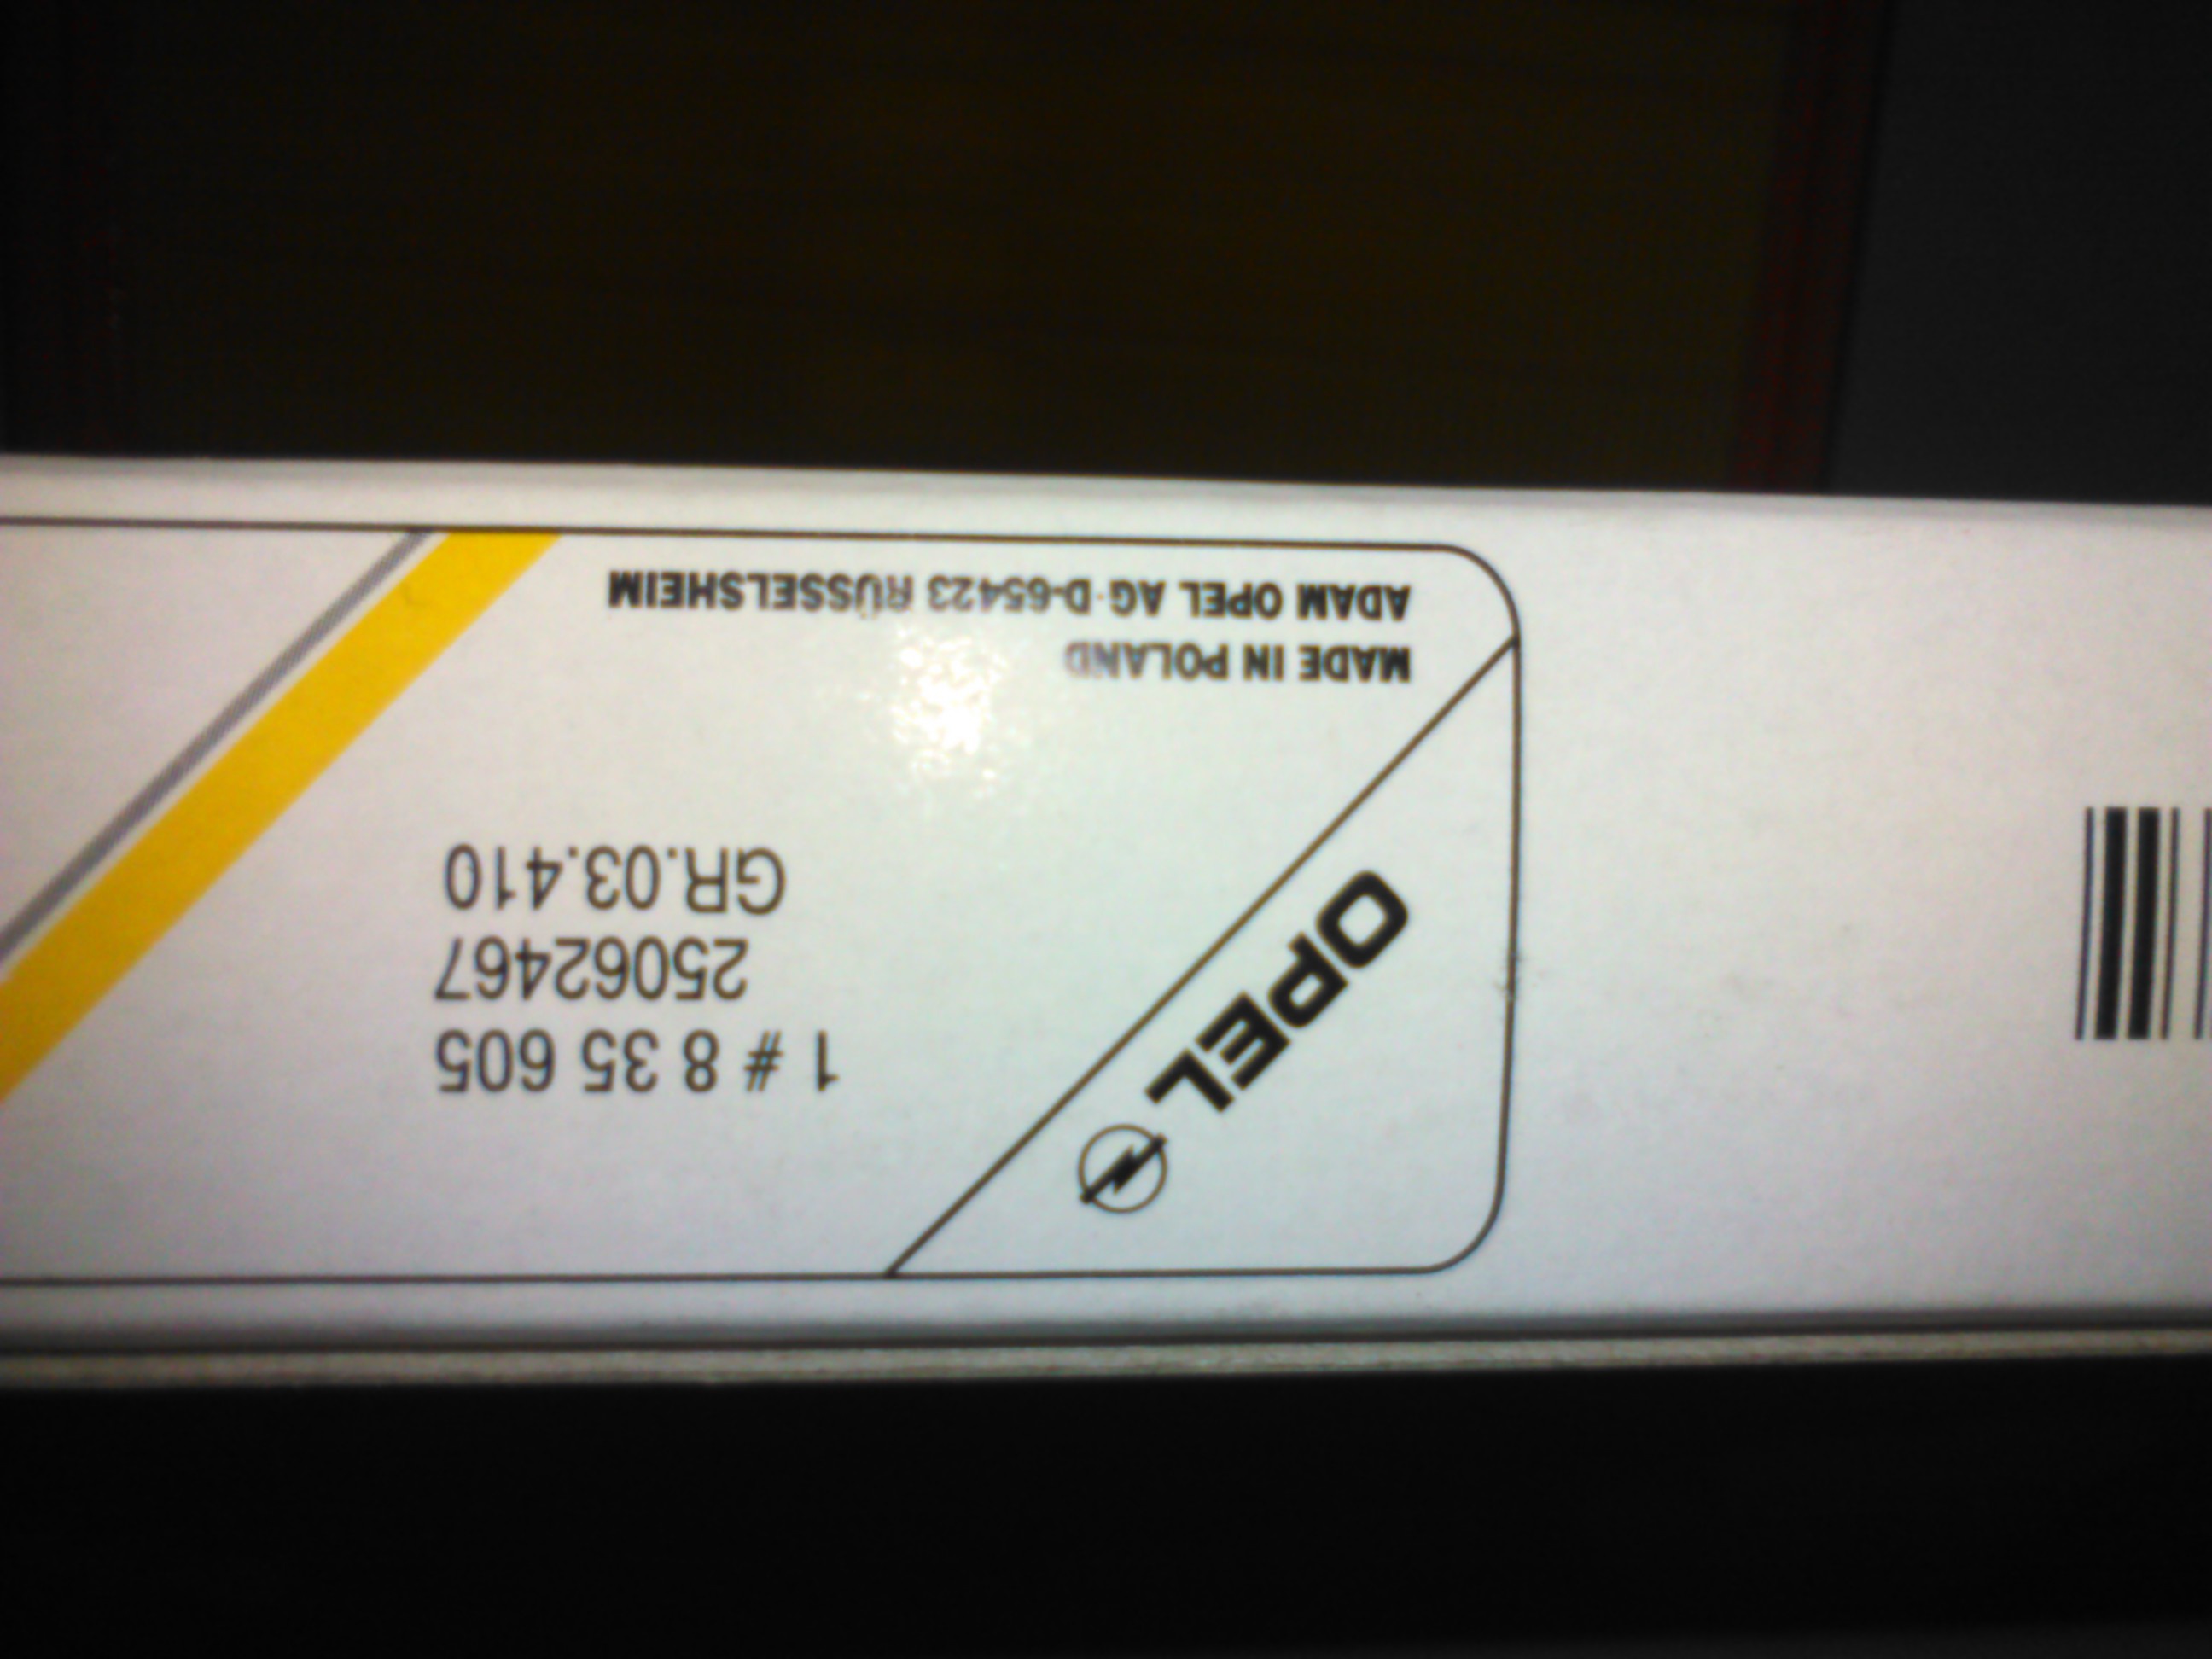 OPEL
1 # 8 35 605
25062467
GR.03.410
MADE IN POLAND
ADAM OPEL AG·D-65423 RÜSSELSHEIM